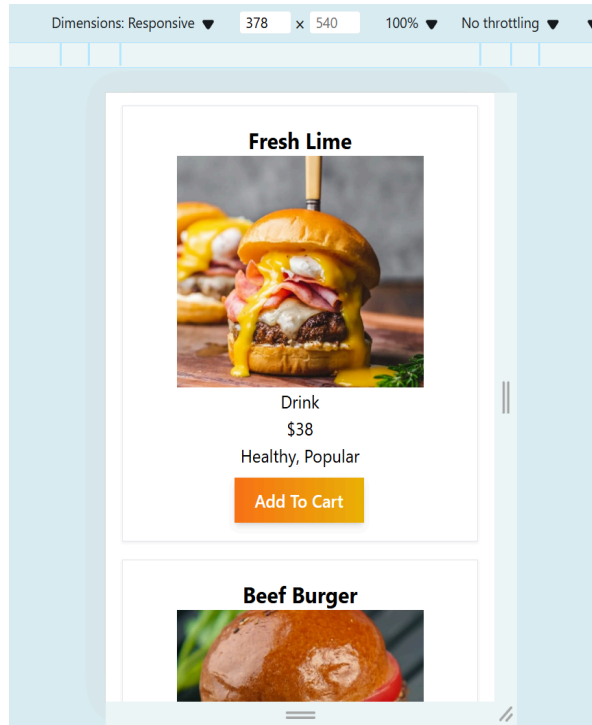 Dimensions: Responsive 378 × 540 100% No throttling
Fresh Lime
Drink
$38
Healthy, Popular
Add To Cart
Beef Burger